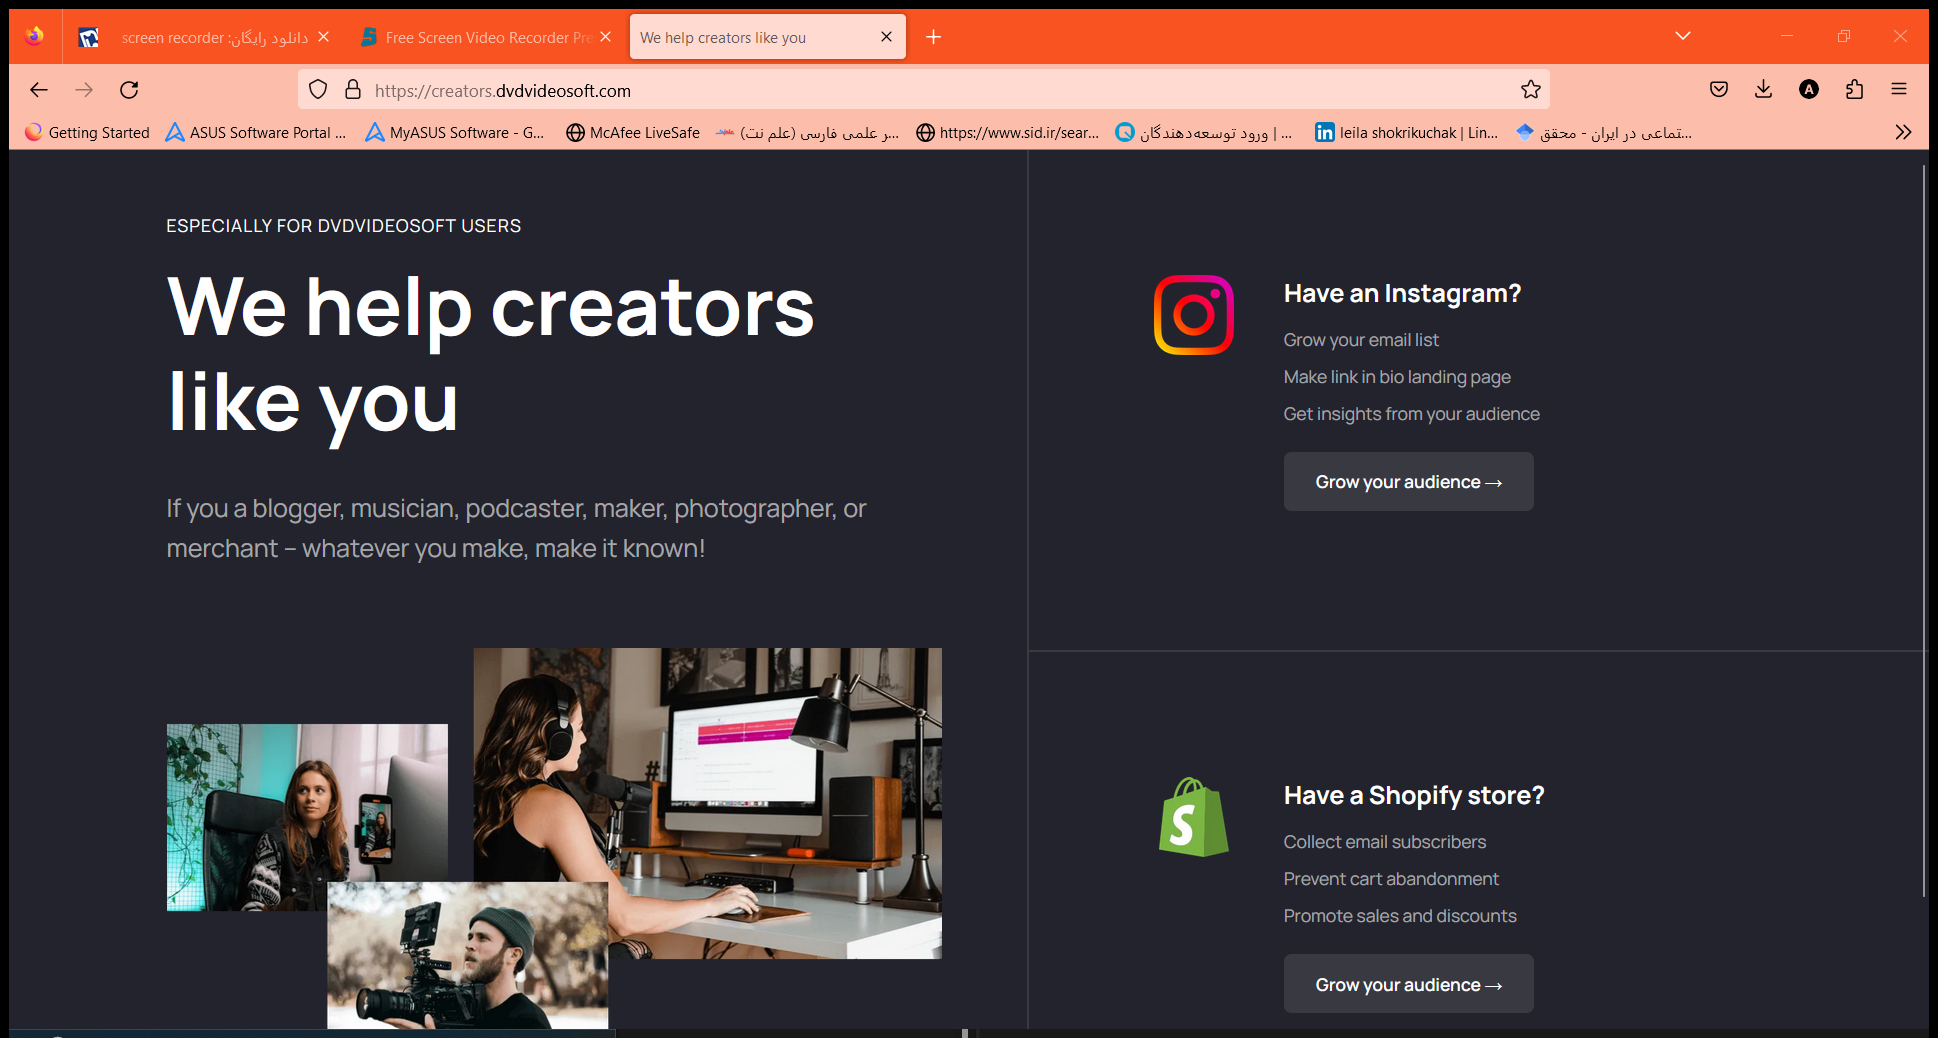 screen recorder :دانلود رایگان
Free Screen Video Recorder Pre
We help creators like you
https://creators.dvdvideosoft.com
Getting Started
ASUS Software Portal ...
MyASUS Software - G...
McAfee LiveSafe
...ر علمی فارسی (علم نت)
https://www.sid.ir/sear...
ورود توسعه‌دهندگان | ...
leila shokrikuchak | Lin...
...تماعی در ایران - محقق
ESPECIALLY FOR DVDVIDEOSOFT USERS
We help creators
like you
If you a blogger, musician, podcaster, maker, photographer, or
merchant – whatever you make, make it known!
Have an Instagram?
Grow your email list
Make link in bio landing page
Get insights from your audience
Grow your audience →
Have a Shopify store?
Collect email subscribers
Prevent cart abandonment
Promote sales and discounts
Grow your audience →